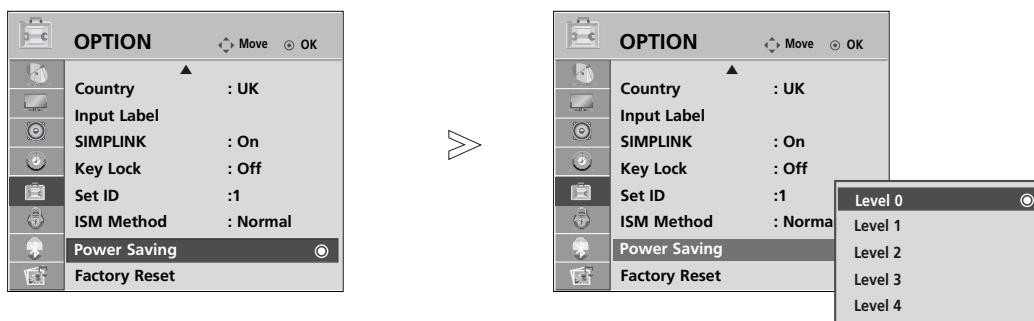 OPTION Move OK
Country : UK
Input Label
SIMPLINK : On
Key Lock : Off
Set ID :1
ISM Method : Normal
Power Saving
Factory Reset
OPTION Move OK
Country : UK
Input Label
SIMPLINK : On
Key Lock : Off
Set ID :1
ISM Method : Norma
Power Saving
Factory Reset
Level 0
Level 1
Level 2
Level 3
Level 4